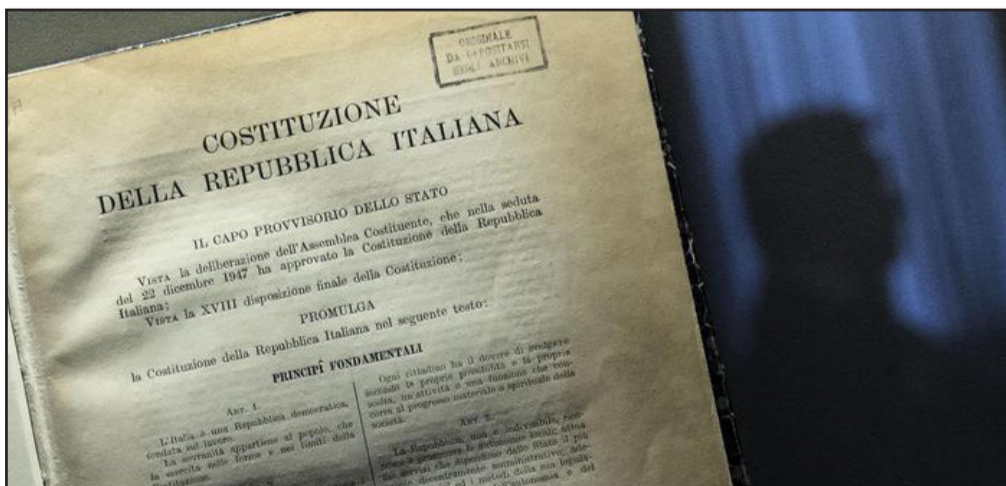 ORIGINALE
DA DEPOSITARSI
NEGLI ARCHIVI
COSTITUZIONE
DELLA REPUBBLICA ITALIANA
IL CAPO PROVVISORIO DELLO STATO
VISTA la deliberazione dell'Assemblea Costituente, che nella seduta
del 22 dicembre 1947 ha approvato la Costituzione della Repubblica
Italiana;
VISTA la XVIII disposizione finale della Costituzione;
PROMULGA
la Costituzione della Repubblica Italiana nel seguente testo:
PRINCIPÎ FONDAMENTALI
ART. 1.
L'Italia è una Repubblica democratica,
fondata sul lavoro.
La sovranità appartiene al popolo, che
la esercita nelle forme e nei limiti della
Costituzione.
Ogni cittadino ha il dovere di svolgere
secondo le proprie possibilità e la propria
scelta, un'attività o una funzione che con-
corra al progresso materiale o spirituale della
società.
ART.
La Repubblica, una e indivisibile, rico-
nosce e promuove le autonomie locali; attua
nei servizi che dipendono dallo Stato il più
ampio decentramento amministrativo; ade-
ed i metodi della sua legisla-
dell'autonomia e del